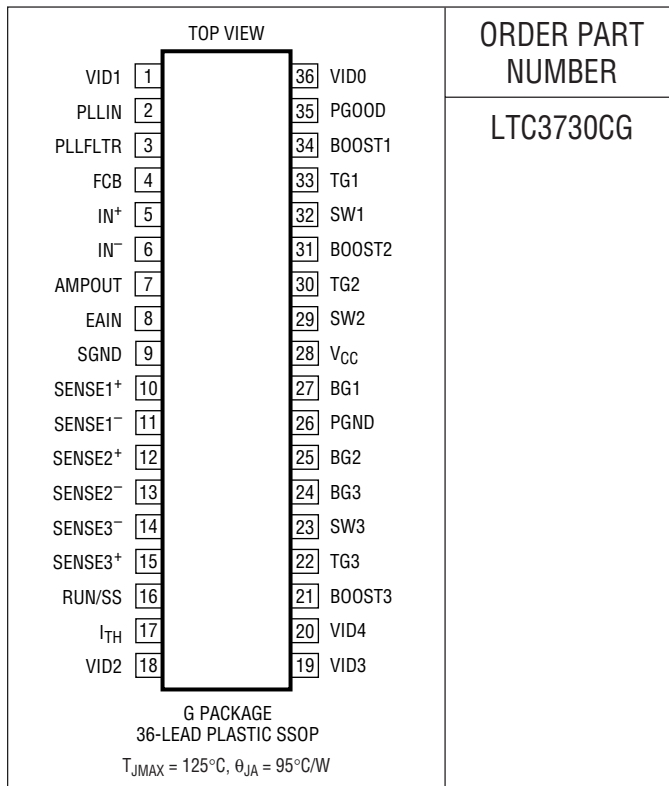 TOP VIEW
VID1 1
PLLIN 2
PLLFLTR 3
FCB 4
IN+ 5
IN− 6
AMPOUT 7
EAIN 8
SGND 9
SENSE1+ 10
SENSE1− 11
SENSE2+ 12
SENSE2− 13
SENSE3− 14
SENSE3+ 15
RUN/SS 16
ITH 17
VID2 18
36 VID0
35 PGOOD
34 BOOST1
33 TG1
32 SW1
31 BOOST2
30 TG2
29 SW2
28 VCC
27 BG1
26 PGND
25 BG2
24 BG3
23 SW3
22 TG3
21 BOOST3
20 VID4
19 VID3
G PACKAGE
36-LEAD PLASTIC SSOP
TJMAX = 125°C, θJA = 95°C/W
ORDER PART
NUMBER
LTC3730CG